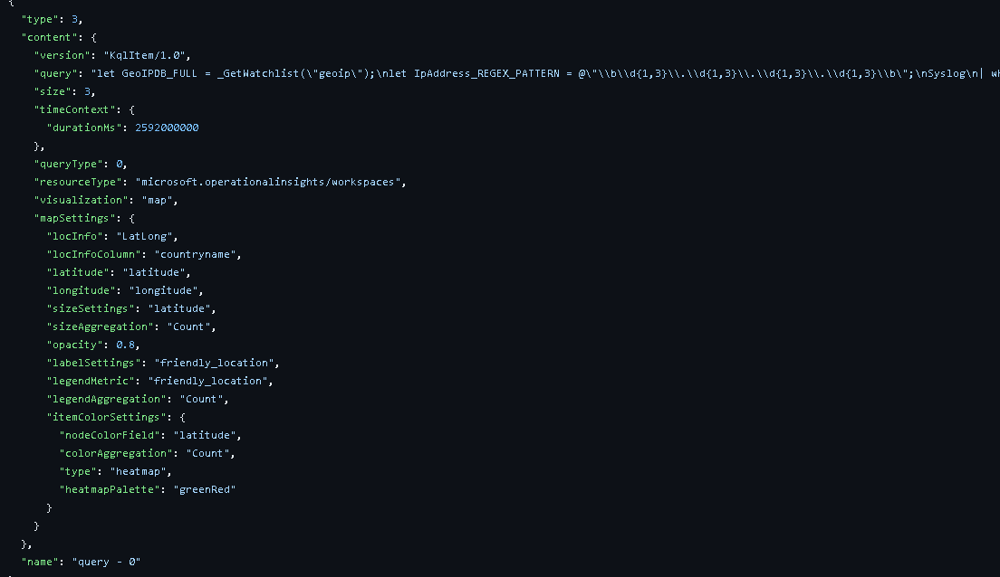 {
"type": 3,
"content": {
"version": "KqlItem/1.0",
"query": "let GeoIPDB_FULL = _GetWatchlist(\"geoip\");\nlet IpAddress_REGEX_PATTERN = @\"\\b\\d{1,3}\\.\\d{1,3}\\.\\d{1,3}\\.\\d{1,3}\\b\";\nSyslog\n| wh
"size": 3,
"timeContext": {
"durationMs": 2592000000
},
"queryType": 0,
"resourceType": "microsoft.operationalinsights/workspaces",
"visualization": "map",
"mapSettings": {
"locInfo": "LatLong",
"locInfoColumn": "countryname",
"latitude": "latitude",
"longitude": "longitude",
"sizeSettings": "latitude",
"sizeAggregation": "Count",
"opacity": 0.8,
"labelSettings": "friendly_location",
"legendMetric": "friendly_location",
"legendAggregation": "Count",
"itemColorSettings": {
"nodeColorField": "latitude",
"colorAggregation": "Count",
"type": "heatmap",
"heatmapPalette": "greenRed"
}
}
},
"name": "query - 0"